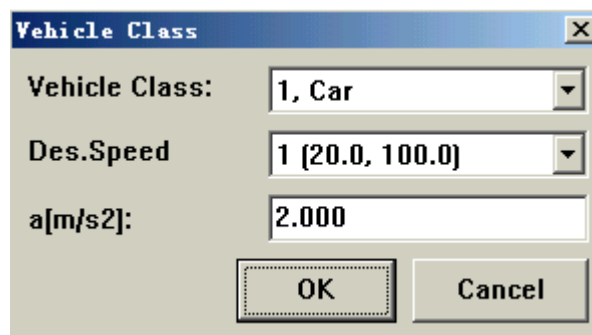 Vehicle Class
Vehicle Class: 1, Car
Des.Speed 1 (20.0, 100.0)
a[m/s2]: 2.000
OK Cancel